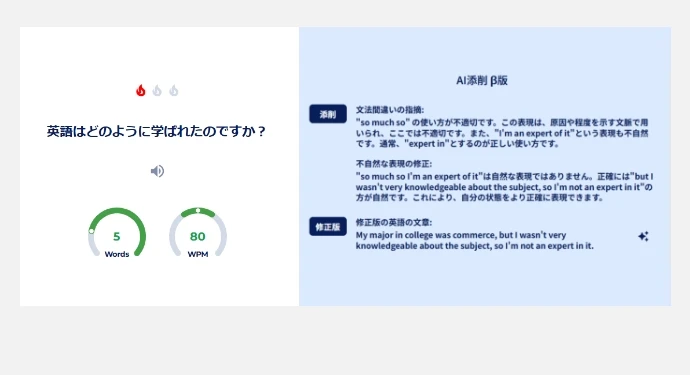 英語はどのように学ばれたのですか？
5
Words
80
WPM
AI添削 β版
添削
文法間違いの指摘:
"so much so" の使い方が不適切です。この表現は、原因や程度を示す文脈で用
いられ、ここでは不適切です。また、"I'm an expert of it"という表現も不自然
です。通常、"expert in"とするのが正しい使い方です。
不自然な表現の修正:
"so much so I'm an expert of it"は自然な表現ではありません。正確には"but I
wasn't very knowledgeable about the subject, so I'm not an expert in it"の
方が自然です。これにより、自分の状態をより正確に表現できます。
修正版
修正版の英語の文章:
My major in college was commerce, but I wasn't very
knowledgeable about the subject, so I'm not an expert in it.